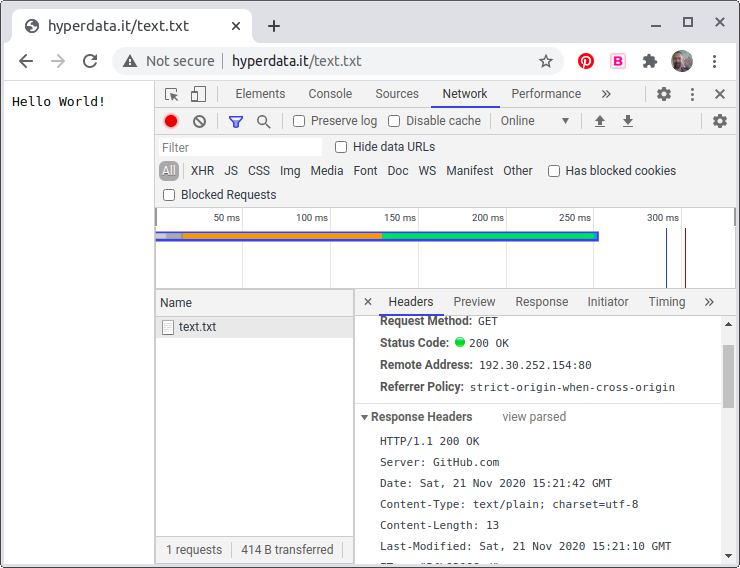 hyperdata.it/text.txt
Not secure hyperdata.it/text.txt
B
Hello World!
Elements Console Sources Network Performance
Preserve log Disable cache Online
Filter Hide data URLs
All XHR JS CSS Img Media Font Doc WS Manifest Other Has blocked cookies
Blocked Requests
50 ms 100 ms 150 ms 200 ms 250 ms 300 ms
Name
text.txt
1 requests 414 B transferred
Headers Preview Response Initiator Timing
Request Method: GET
Status Code: 200 OK
Remote Address: 192.30.252.154:80
Referrer Policy: strict-origin-when-cross-origin
Response Headers view parsed
HTTP/1.1 200 OK
Server: GitHub.com
Date: Sat, 21 Nov 2020 15:21:42 GMT
Content-Type: text/plain; charset=utf-8
Content-Length: 13
Last-Modified: Sat, 21 Nov 2020 15:21:10 GMT